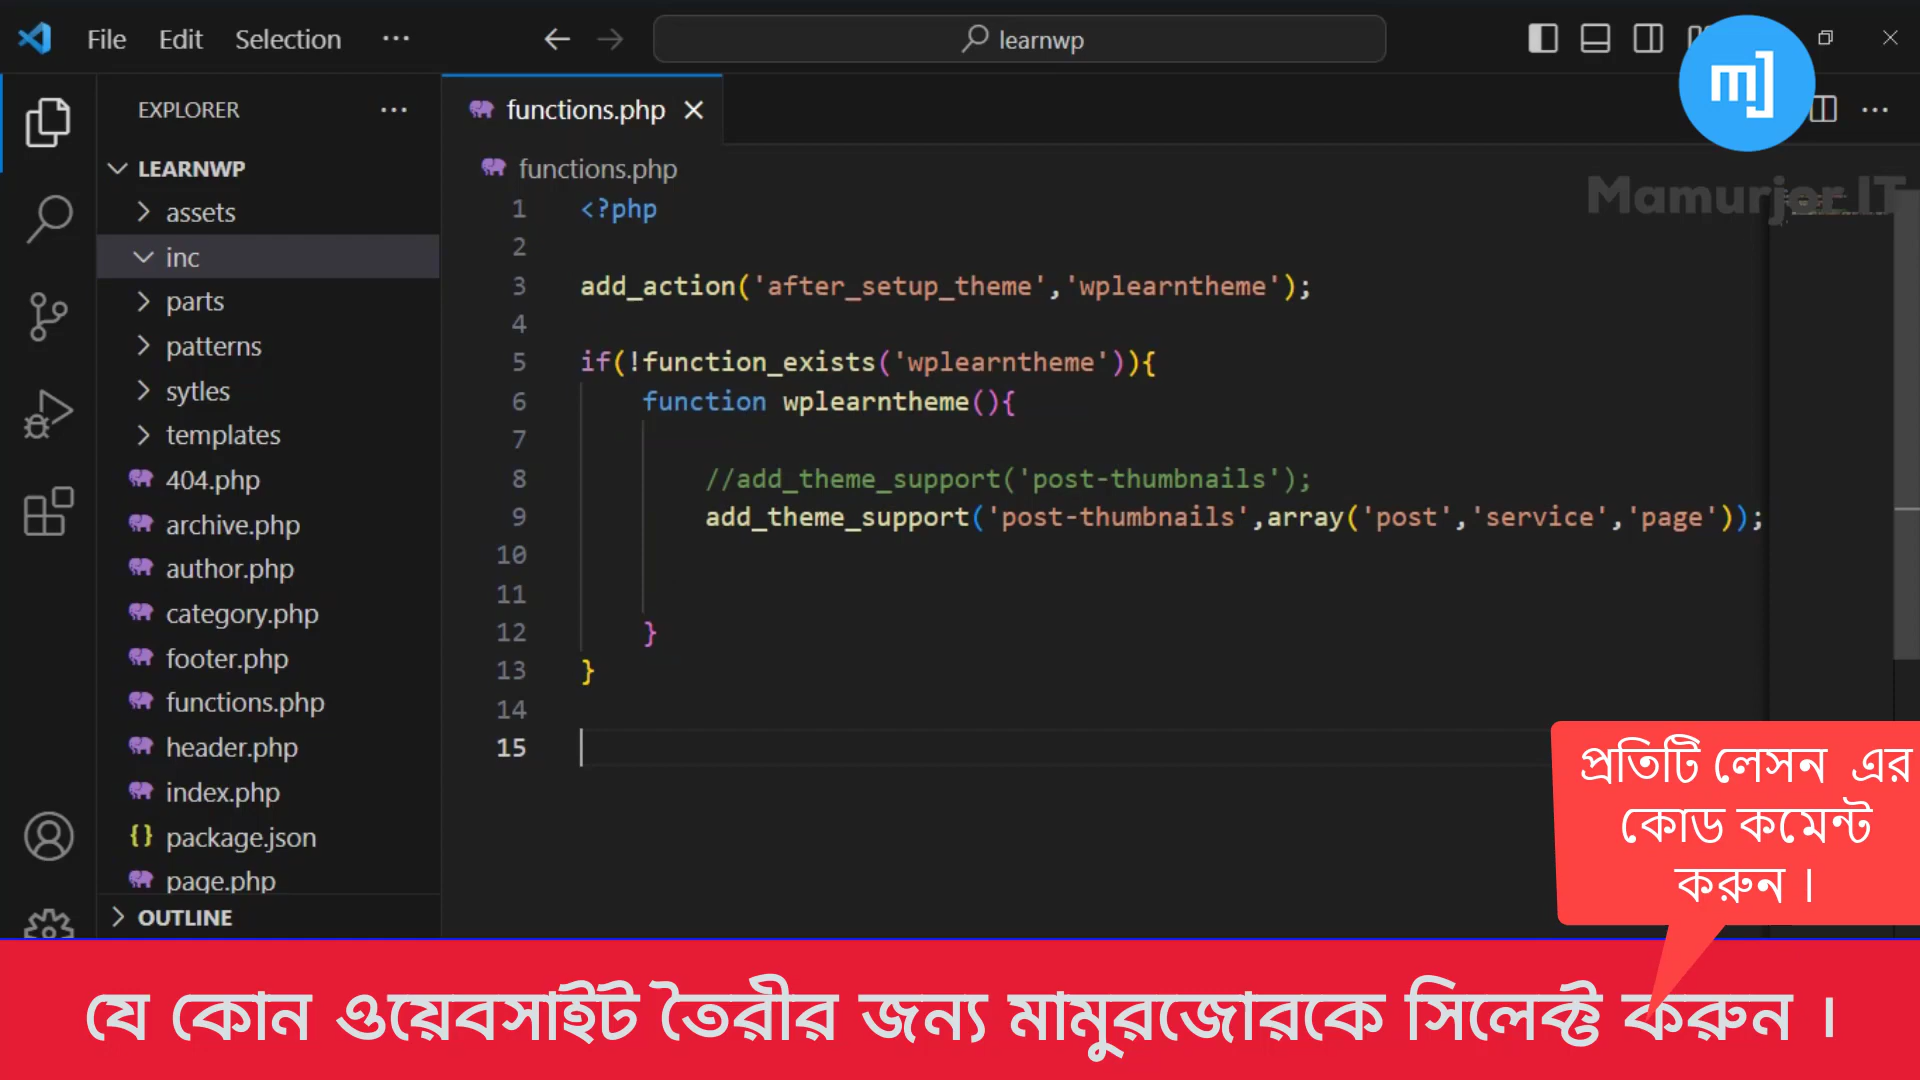 File Edit Selection ··· learnwp
EXPLORER ···
LEARNWP
assets
inc
parts
patterns
sytles
templates
404.php
archive.php
author.php
category.php
footer.php
functions.php
header.php
index.php
{} package.json
page.php
OUTLINE
functions.php
functions.php
1 <?php
2
3 add_action('after_setup_theme','wplearntheme');
4
5 if(!function_exists('wplearntheme')){
6 function wplearntheme(){
7
8 //add_theme_support('post-thumbnails');
9 add_theme_support('post-thumbnails',array('post','service','page'));
10
11
12 }
13 }
14
15
m]
Mamurjor IT
প্রতিটি লেসন এর
কোড কমেন্ট
করুন ।
যে কোন ওয়েবসাইট তৈরীর জন্য মামুরজোরকে সিলেক্ট করুন ।